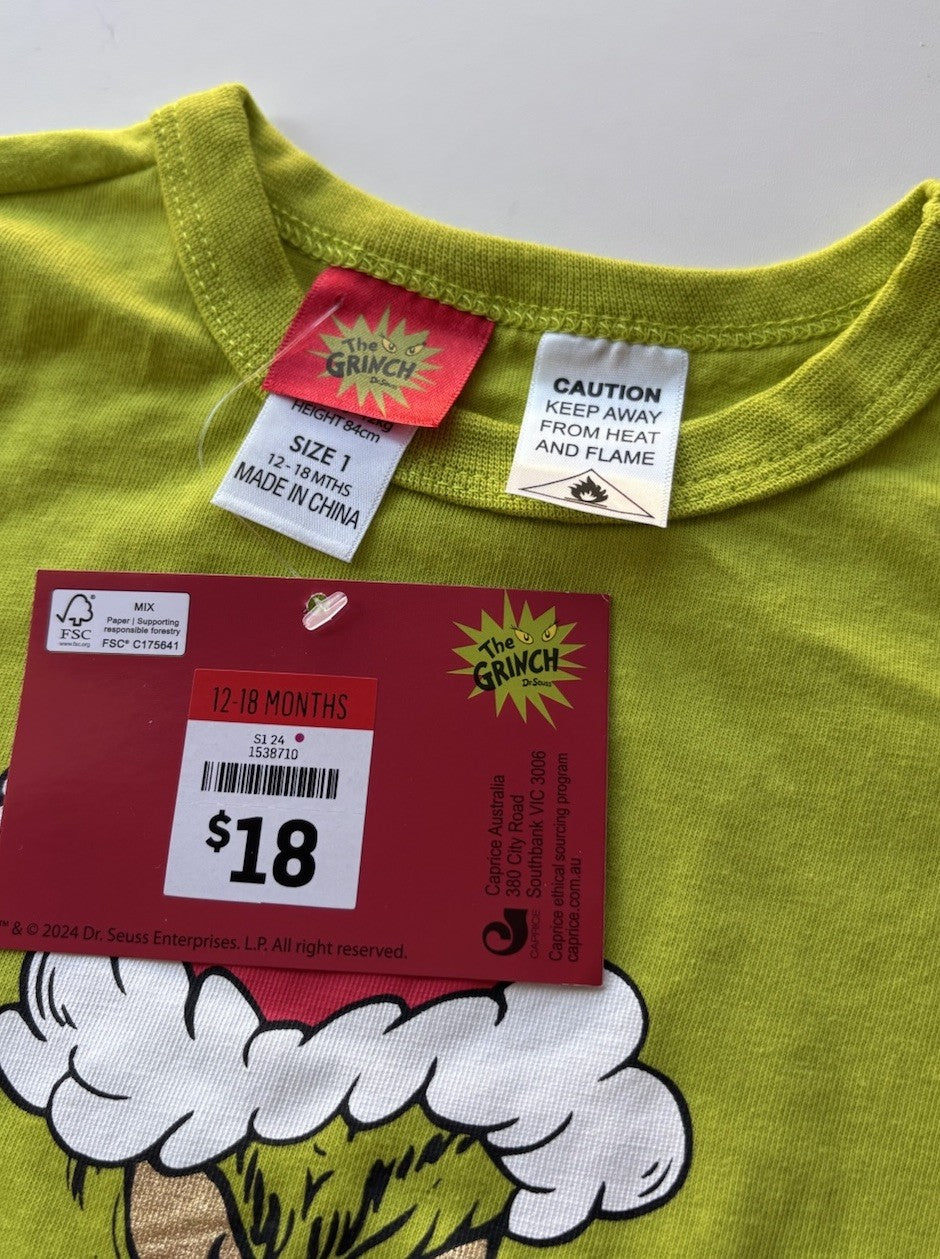 The
GRINCH
Dr. Seuss
HEIGHT 84cm
SIZE 1
12-18 MTHS
MADE IN CHINA
CAUTION
KEEP AWAY
FROM HEAT
AND FLAME
FSC
www.fsc.org
MIX
Paper | Supporting
responsible forestry
FSC® C175641
The
GRINCH
Dr. Seuss
12-18 MONTHS
S1 24
1538710
$18
CAPRICE
Caprice Australia
380 City Road
Southbank VIC 3006
Caprice ethical sourcing program
caprice.com.au
™ & © 2024 Dr. Seuss Enterprises. L.P. All right reserved.